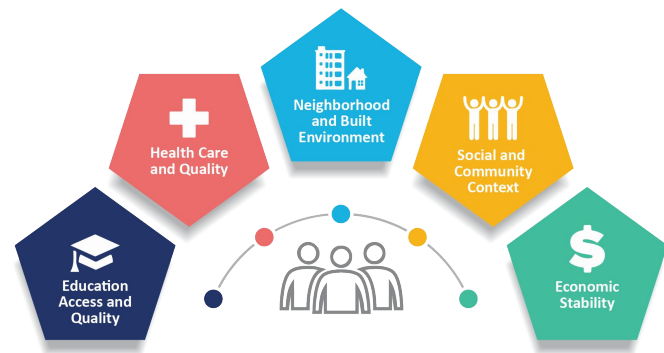 Neighborhood
and Built
Environment
Health Care
and Quality
Social and
Community
Context
Education
Access and
Quality
Economic
Stability